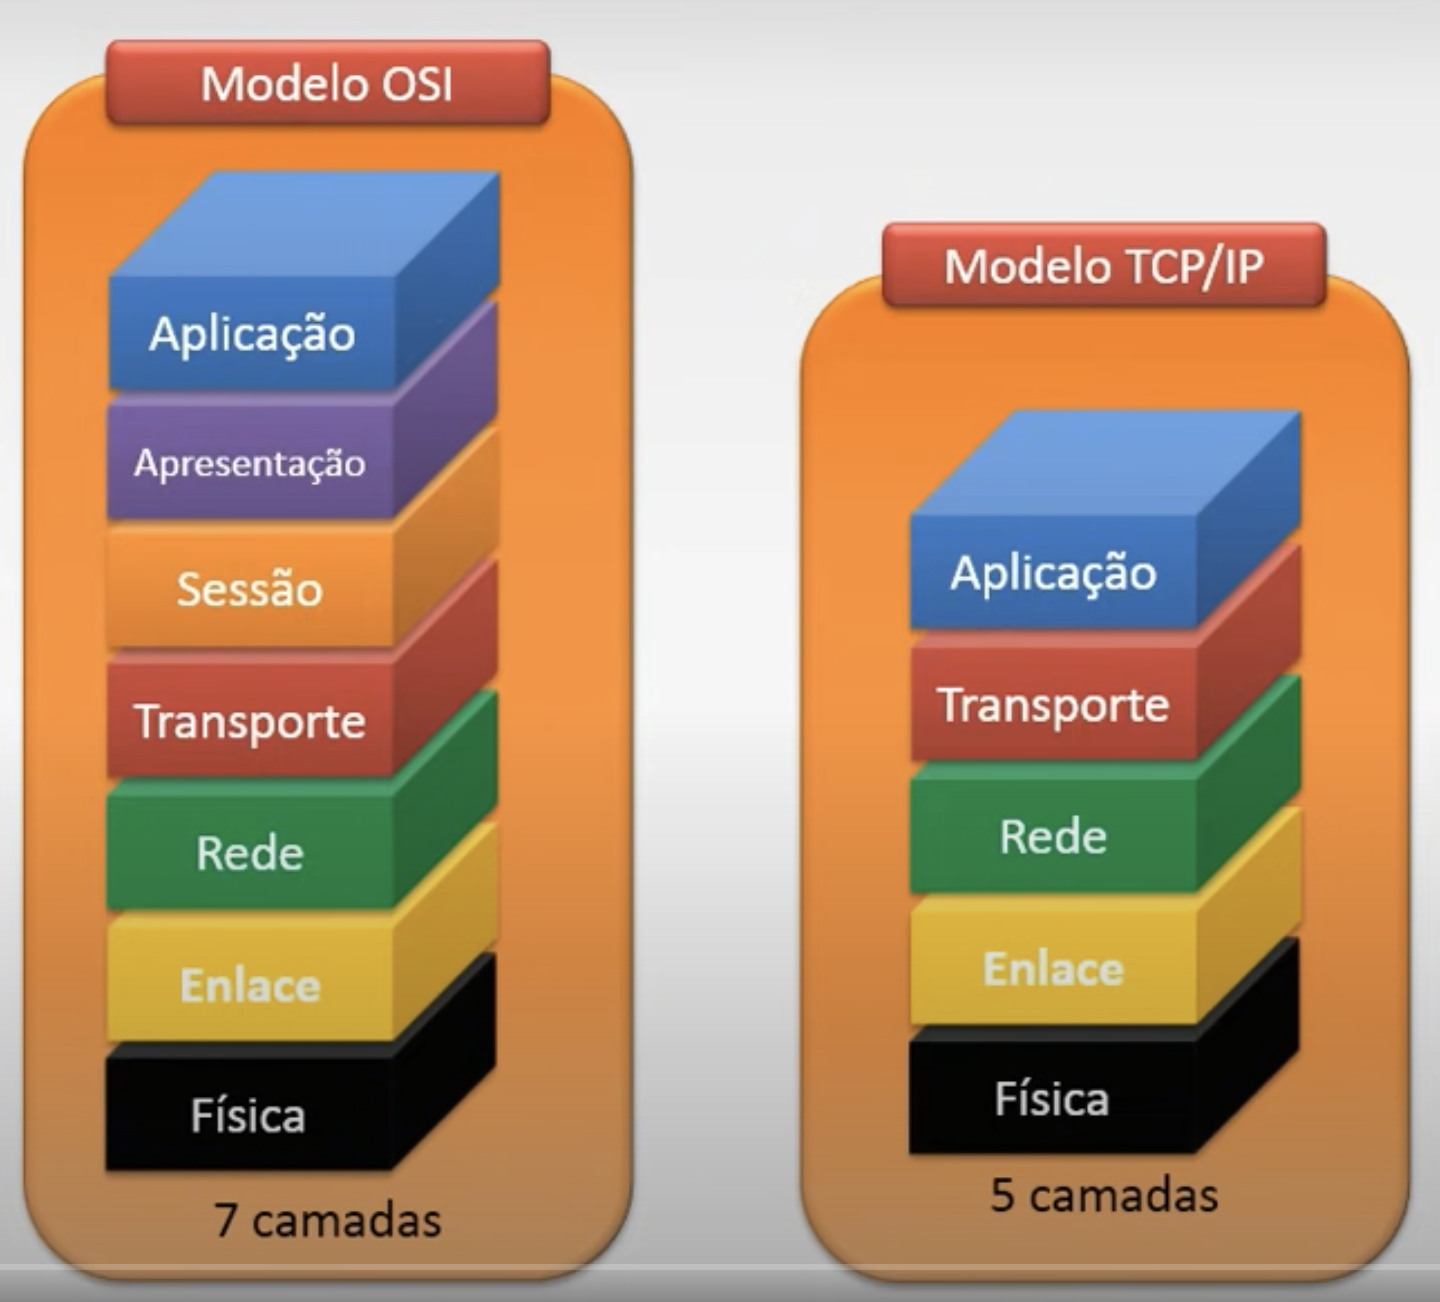 Modelo OSI
Aplicação
Apresentação
Sessão
Transporte
Rede
Enlace
Física
7 camadas
Modelo TCP/IP
Aplicação
Transporte
Rede
Enlace
Física
5 camadas